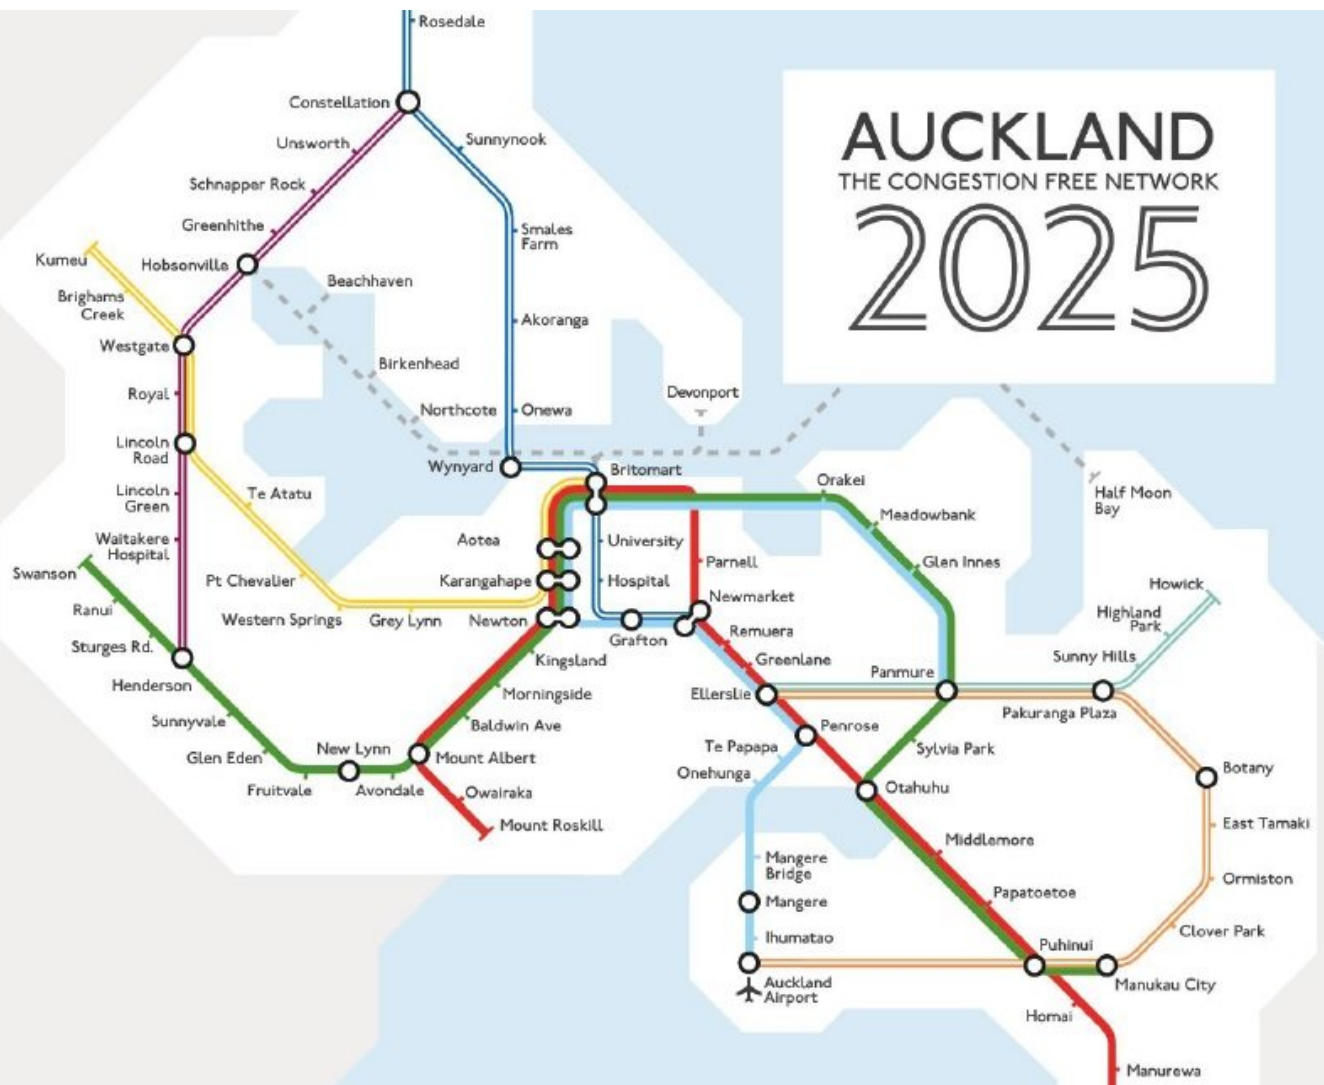 Rosedale
Constellation
Sunnynook
Unsworth
Schnapper Rock
Greenhithe
Smales
Farm
Kumeu
Hobsonville
Beachhaven
Brighams
Creek
Akoranga
Westgate
Birkenhead
Royal
Devonport
Northcote
Onewa
Lincoln
Road
Wynyard
Britomart
Lincoln
Green
Te Atatu
Orakei
Half Moon
Bay
Meadowbank
Waitakere
Hospital
Aotea
University
Parnell
Glen Innes
Swanson
Pt Chevalier
Karangahape
Hospital
Howick
Ranui
Newmarket
Highland
Park
Western Springs
Grey Lynn
Newton
Grafton
Remuera
Sturges Rd.
Kingsland
Greenlane
Sunny Hills
Henderson
Morningside
Ellerslie
Panmure
Pakuranga Plaza
Sunnyvale
Baldwin Ave
Penrose
Glen Eden
New Lynn
Mount Albert
Te Papapa
Sylvia Park
Onehunga
Botany
Fruitvale
Avondale
Owairaka
Otahuhu
Mount Roskill
East Tamaki
Middlemore
Mangere
Bridge
Papatoetoe
Ormiston
Mangere
Clover Park
Ihumatao
Puhinui
Auckland
Airport
Manukau City
Homai
Manurewa
AUCKLAND
THE CONGESTION FREE NETWORK
2025